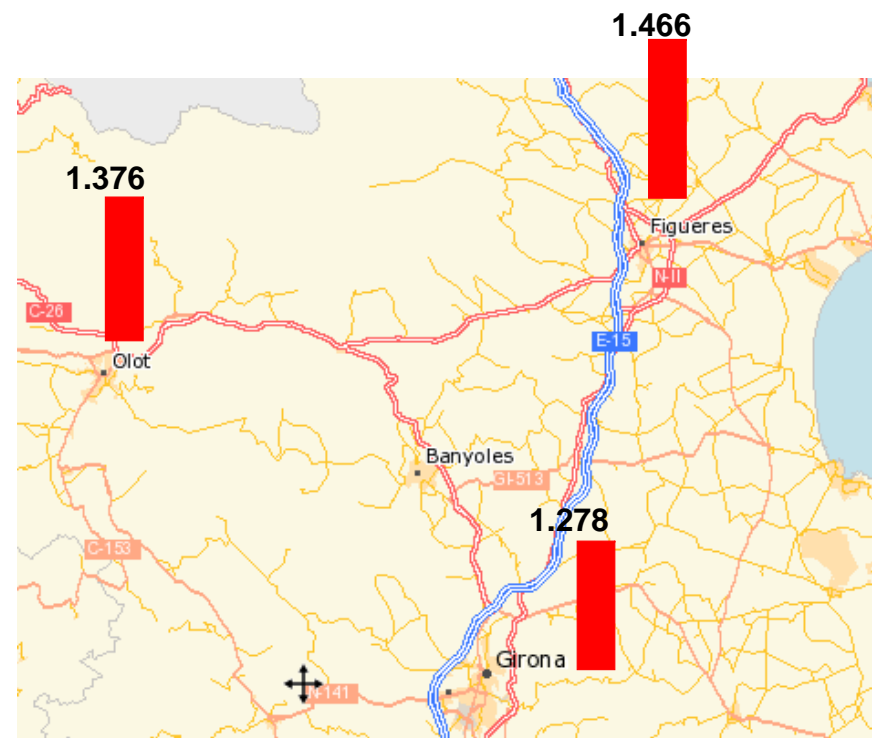 1.466
1.376
Figueres
N-II
C-26
E-15
Olot
Banyoles
GI-513
1.278
C-153
Girona
N-141